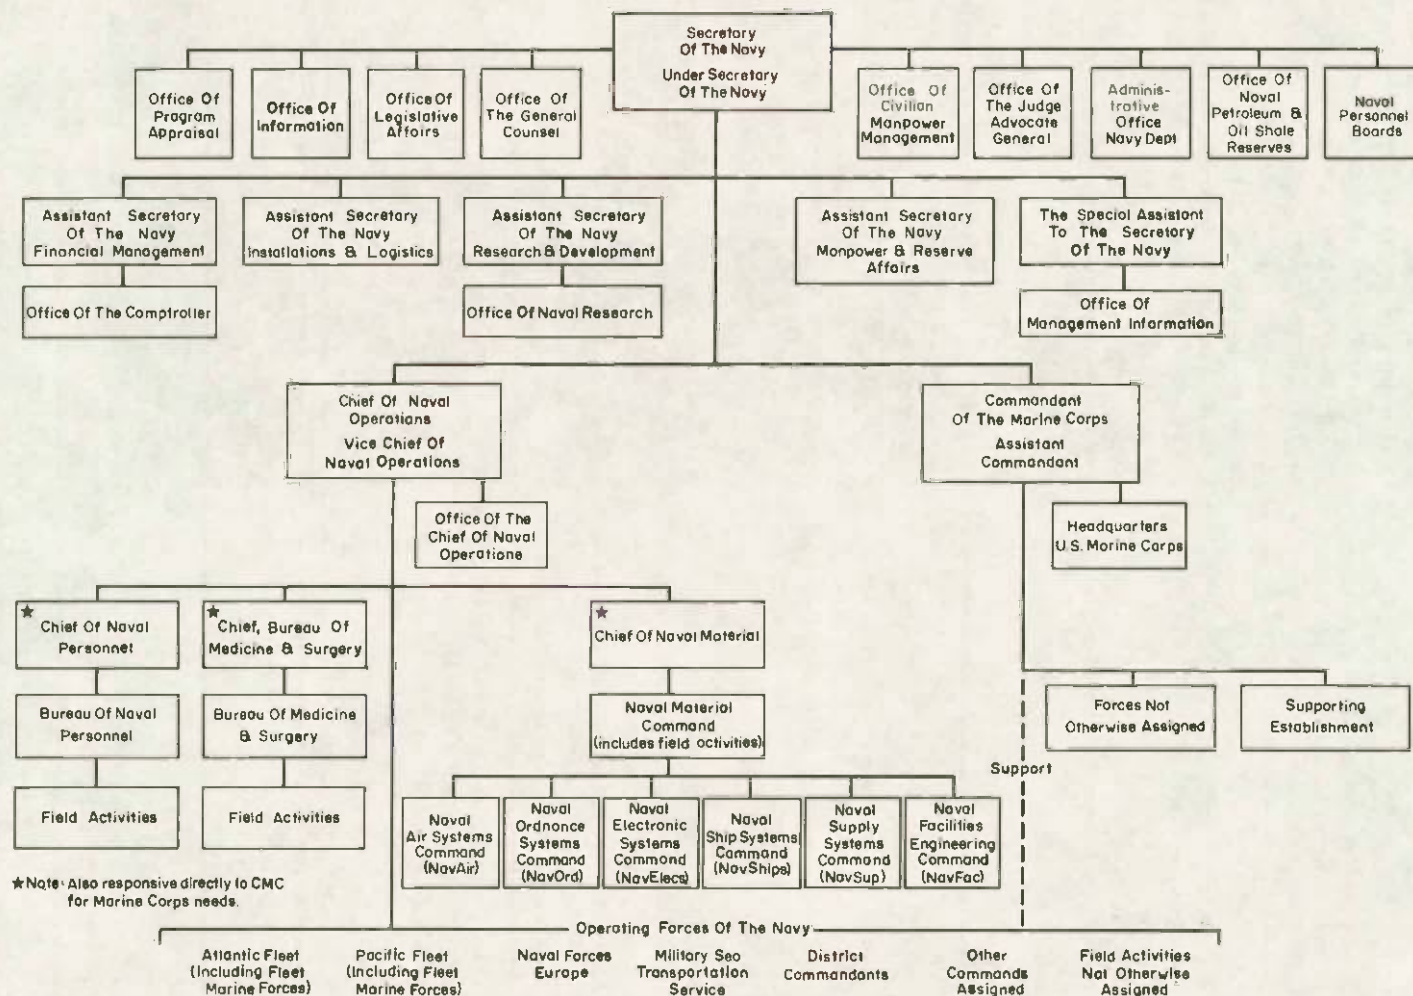 Secretary
Of The Navy
Under Secretary
Of The Navy
Office Of
Program
Appraisal
Office Of
Information
Office Of
Legislative
Affairs
Office Of
The General
Counsel
Office Of
Civilian
Manpower
Management
Office Of
The Judge
Advocate
General
Adminis-
trative
Office
Navy Dept
Office Of
Noval
Petroleum &
Oil Shale
Reserves
Naval
Personnel
Boards
Assistant Secretary
Of The Navy
Financial Management
Assistant Secretary
Of The Navy
Installations & Logistics
Assistant Secretary
Of The Navy
Research & Development
Assistant Secretary
Of The Navy
Monpower & Reserve
Affairs
The Special Assistant
To The Secretary
Of The Navy
Office Of The Comptroller
Office Of Naval Research
Office Of
Management Information
Chief Of Naval
Operations
Vice Chief Of
Naval Operations
Commandant
Of The Marine Corps
Assistant
Commandant
Office Of The
Chief Of Naval
Operatione
Headquarters
U.S. Morine Corps
★
Chief Of Naval
Personnet
★
Chief, Bureau Of
Medicine & Surgery
★
Chief Of Naval Material
Bureau Of Naval
Personnel
Bureau Of Medicine
& Surgery
Naval Material
Command
(includes field octivities)
Forces Not
Otherwise Assigned
Supporting
Establishment
Support
Field Activities
Field Activities
Noval
Air Systems
Command
(NavAir)
Naval
Ordnonce
Systems
Command
(NavOrd)
Naval
Electronic
Systems
Command
(NavElecs)
Naval
Ship Systems
Cammand
(NavShips)
Naval
Supply
Systems
Command
(NavSup)
Naval
Facilities
Engineering
Command
(NavFac)
★Note: Also responsive directly to CMC
for Marine Corps needs.
Operating Forces Of The Navy
Atlantic Fleet
(Including Fleet
Marine Forces)
Pacific Fleet
(Including Fleet
Marine Forces)
Naval Forces
Europe
Military Seo
Transportation
Service
District
Commandants
Other
Commands
Assigned
Field Activities
Nat Otherwise
Assigned